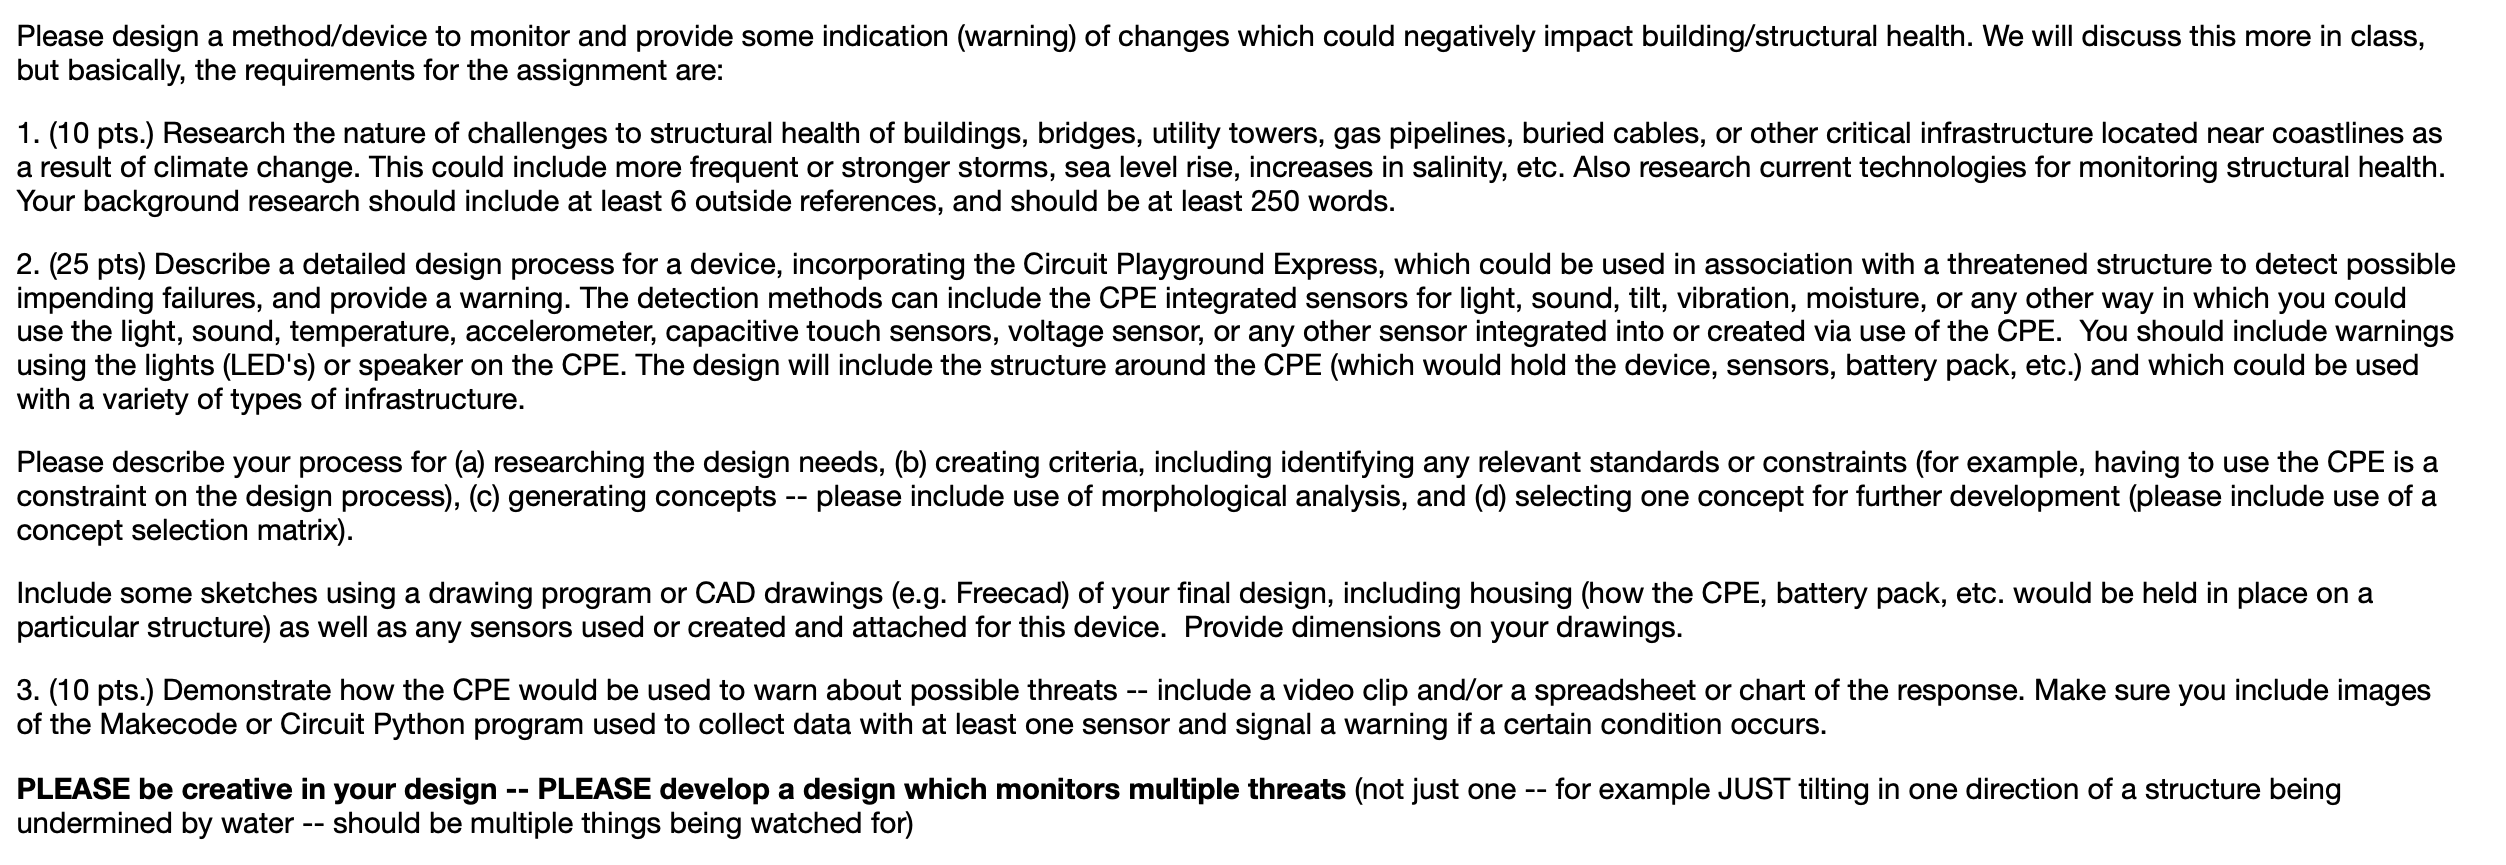 Please design a method/device to monitor and provide some indication (warning) of changes which could negatively impact building/structural health. We will discuss this more in class,
but basically, the requirements for the assignment are:
1. (10 pts.) Research the nature of challenges to structural health of buildings, bridges, utility towers, gas pipelines, buried cables, or other critical infrastructure located near coastlines as
a result of climate change. This could include more frequent or stronger storms, sea level rise, increases in salinity, etc. Also research current technologies for monitoring structural health.
Your background research should include at least 6 outside references, and should be at least 250 words.
2. (25 pts) Describe a detailed design process for a device, incorporating the Circuit Playground Express, which could be used in association with a threatened structure to detect possible
impending failures, and provide a warning. The detection methods can include the CPE integrated sensors for light, sound, tilt, vibration, moisture, or any other way in which you could
use the light, sound, temperature, accelerometer, capacitive touch sensors, voltage sensor, or any other sensor integrated into or created via use of the CPE.  You should include warnings
using the lights (LED's) or speaker on the CPE. The design will include the structure around the CPE (which would hold the device, sensors, battery pack, etc.) and which could be used
with a variety of types of infrastructure.
Please describe your process for (a) researching the design needs, (b) creating criteria, including identifying any relevant standards or constraints (for example, having to use the CPE is a
constraint on the design process), (c) generating concepts -- please include use of morphological analysis, and (d) selecting one concept for further development (please include use of a
concept selection matrix).
Include some sketches using a drawing program or CAD drawings (e.g. Freecad) of your final design, including housing (how the CPE, battery pack, etc. would be held in place on a
particular structure) as well as any sensors used or created and attached for this device.  Provide dimensions on your drawings.
3. (10 pts.) Demonstrate how the CPE would be used to warn about possible threats -- include a video clip and/or a spreadsheet or chart of the response. Make sure you include images
of the Makecode or Circuit Python program used to collect data with at least one sensor and signal a warning if a certain condition occurs.
PLEASE be creative in your design -- PLEASE develop a design which monitors multiple threats (not just one -- for example JUST tilting in one direction of a structure being
undermined by water -- should be multiple things being watched for)